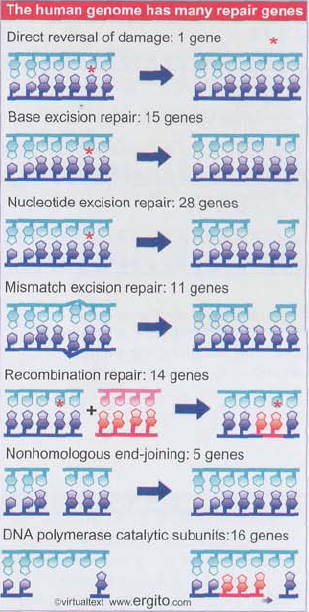 The human genome has many repair genes
Direct reversal of damage: 1 gene
*
*
Base excision repair: 15 genes
*
Nucleotide excision repair: 28 genes
*
Mismatch excision repair: 11 genes
Recombination repair: 14 genes
* + *
Nonhomologous end-joining: 5 genes
DNA polymerase catalytic subunits:16 genes
©virtualtext www.ergito.com